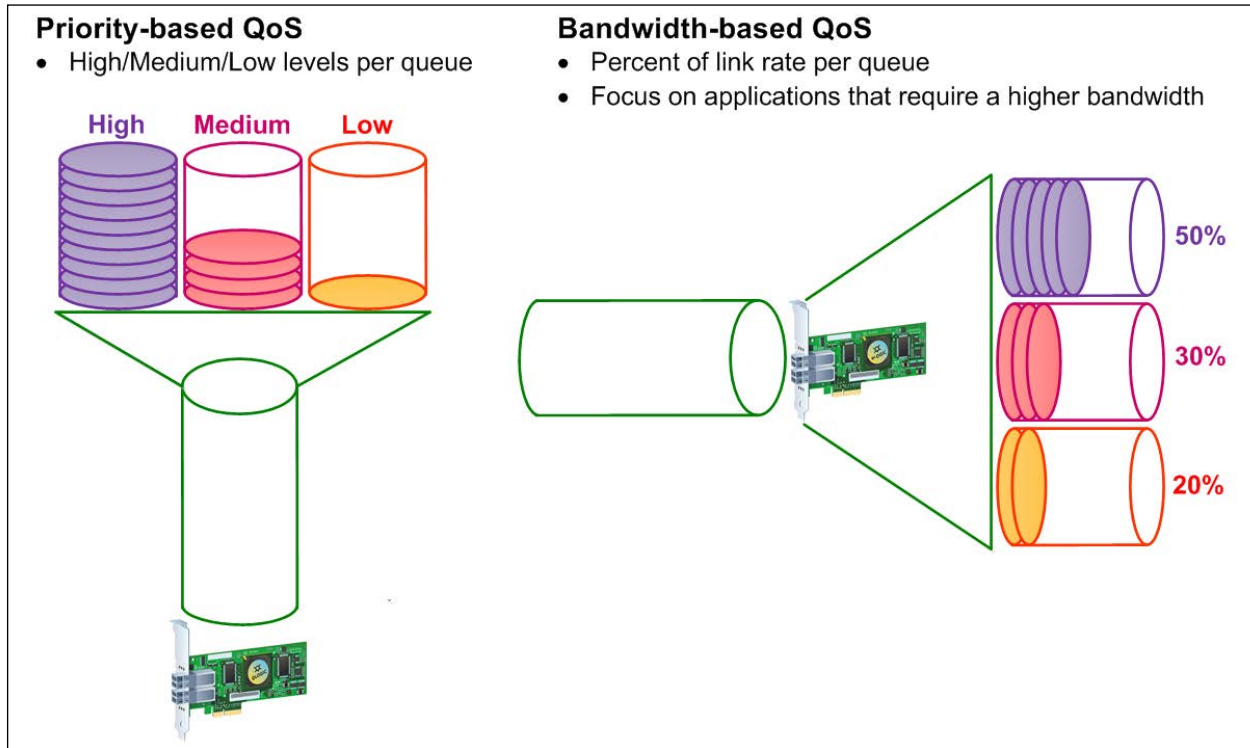 Priority-based QoS
• High/Medium/Low levels per queue
High Medium Low
QLOGIC
Bandwidth-based QoS
• Percent of link rate per queue
• Focus on applications that require a higher bandwidth
50%
30%
20%